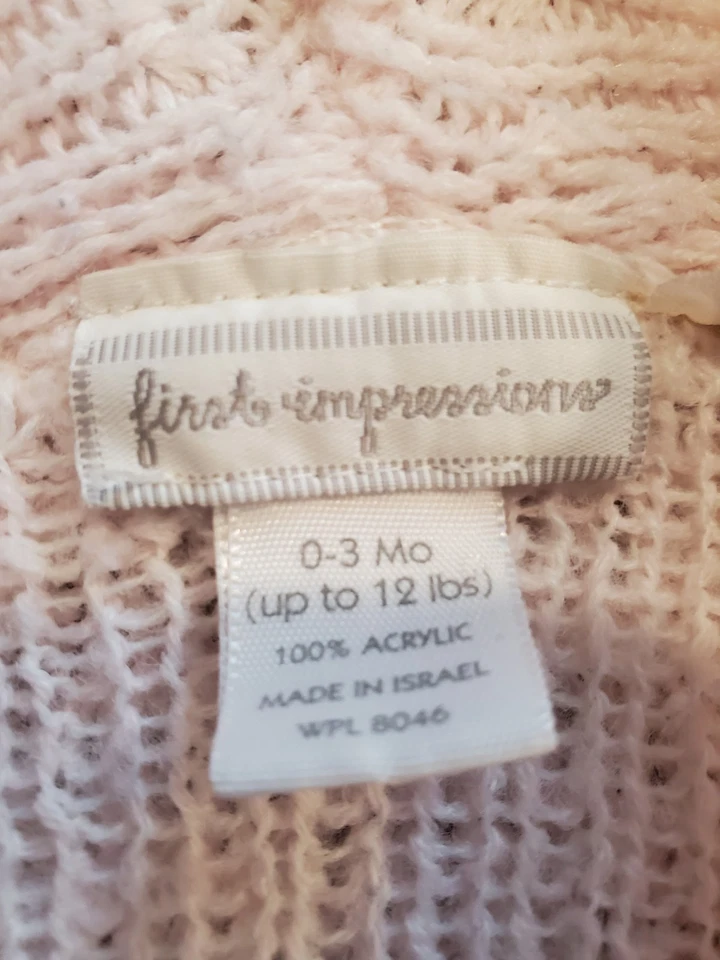 first impressions
0-3 Mo
(up to 12 lbs)
100% ACRYLIC
MADE IN ISRAEL
WPL 8046